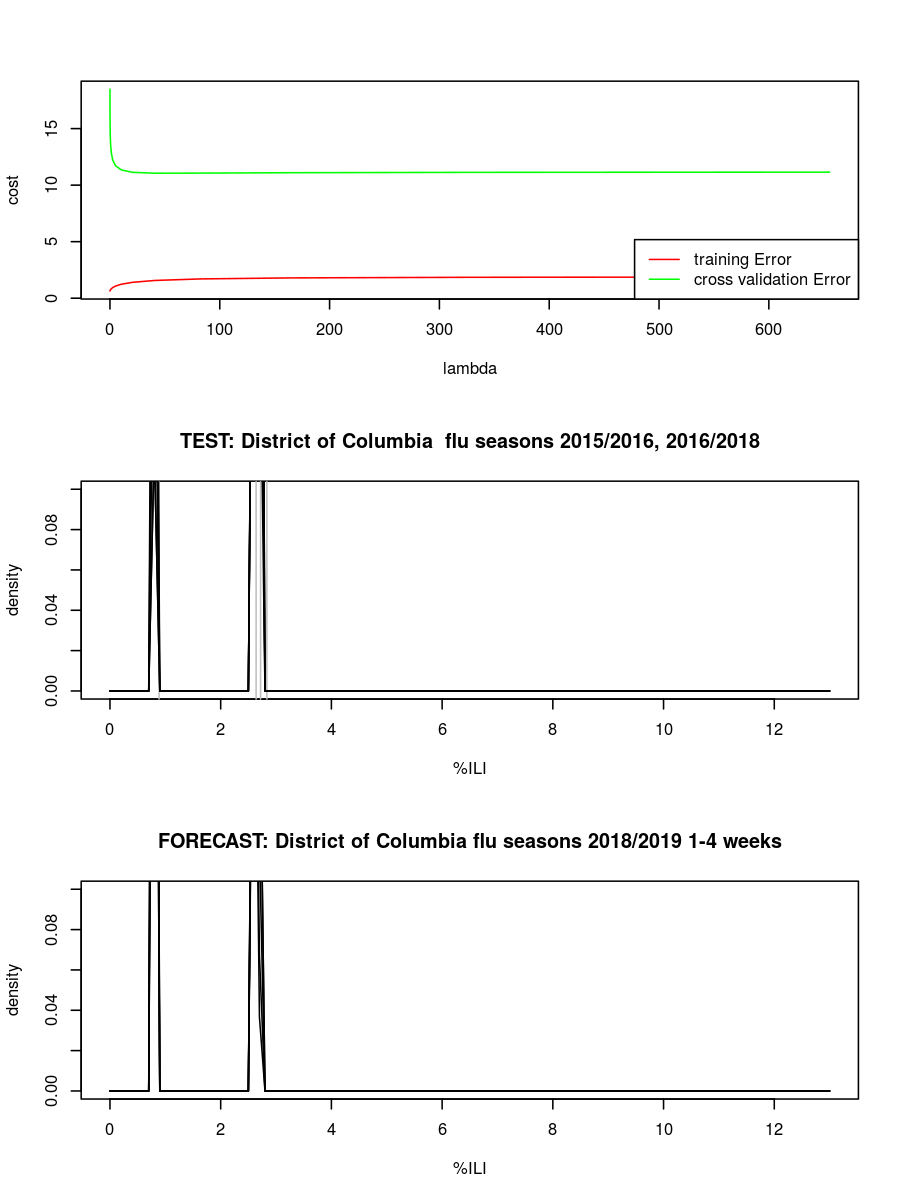 15
10
5
0
cost
training Error
cross validation Error
0 100 200 300 400 500 600
lambda
TEST: District of Columbia  flu seasons 2015/2016, 2016/2018
0.08
0.04
0.00
density
0 2 4 6 8 10 12
%ILI
FORECAST: District of Columbia flu seasons 2018/2019 1-4 weeks
0.08
0.04
0.00
density
0 2 4 6 8 10 12
%ILI